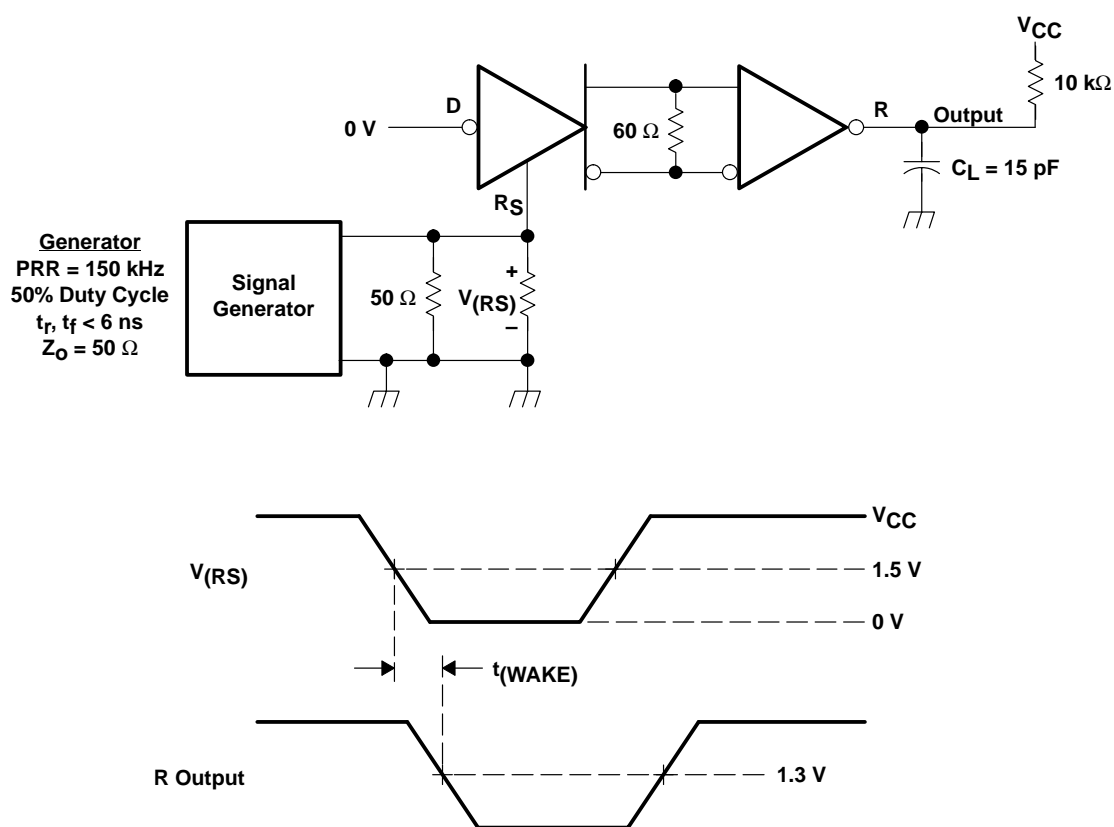 VCC
10 kΩ
D
R
Output
0 V
60 Ω
CL = 15 pF
RS
Generator
PRR = 150 kHz
50% Duty Cycle
tr, tf < 6 ns
Zo = 50 Ω
Signal
Generator
50 Ω
+
V(RS)
–
VCC
V(RS)
1.5 V
0 V
t(WAKE)
R Output
1.3 V